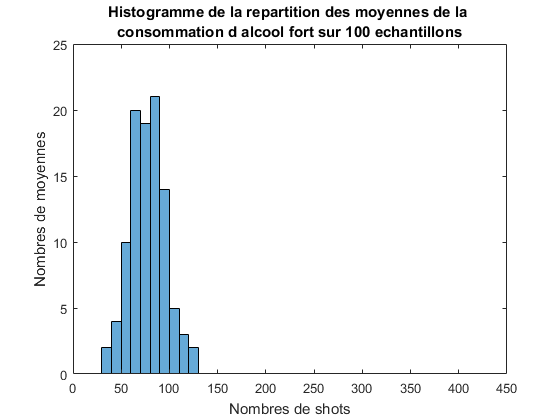 Histogramme de la repartition des moyennes de la
consommation d alcool fort sur 100 echantillons
25
20
15
10
5
0
Nombres de moyennes
0 50 100 150 200 250 300 350 400 450
Nombres de shots